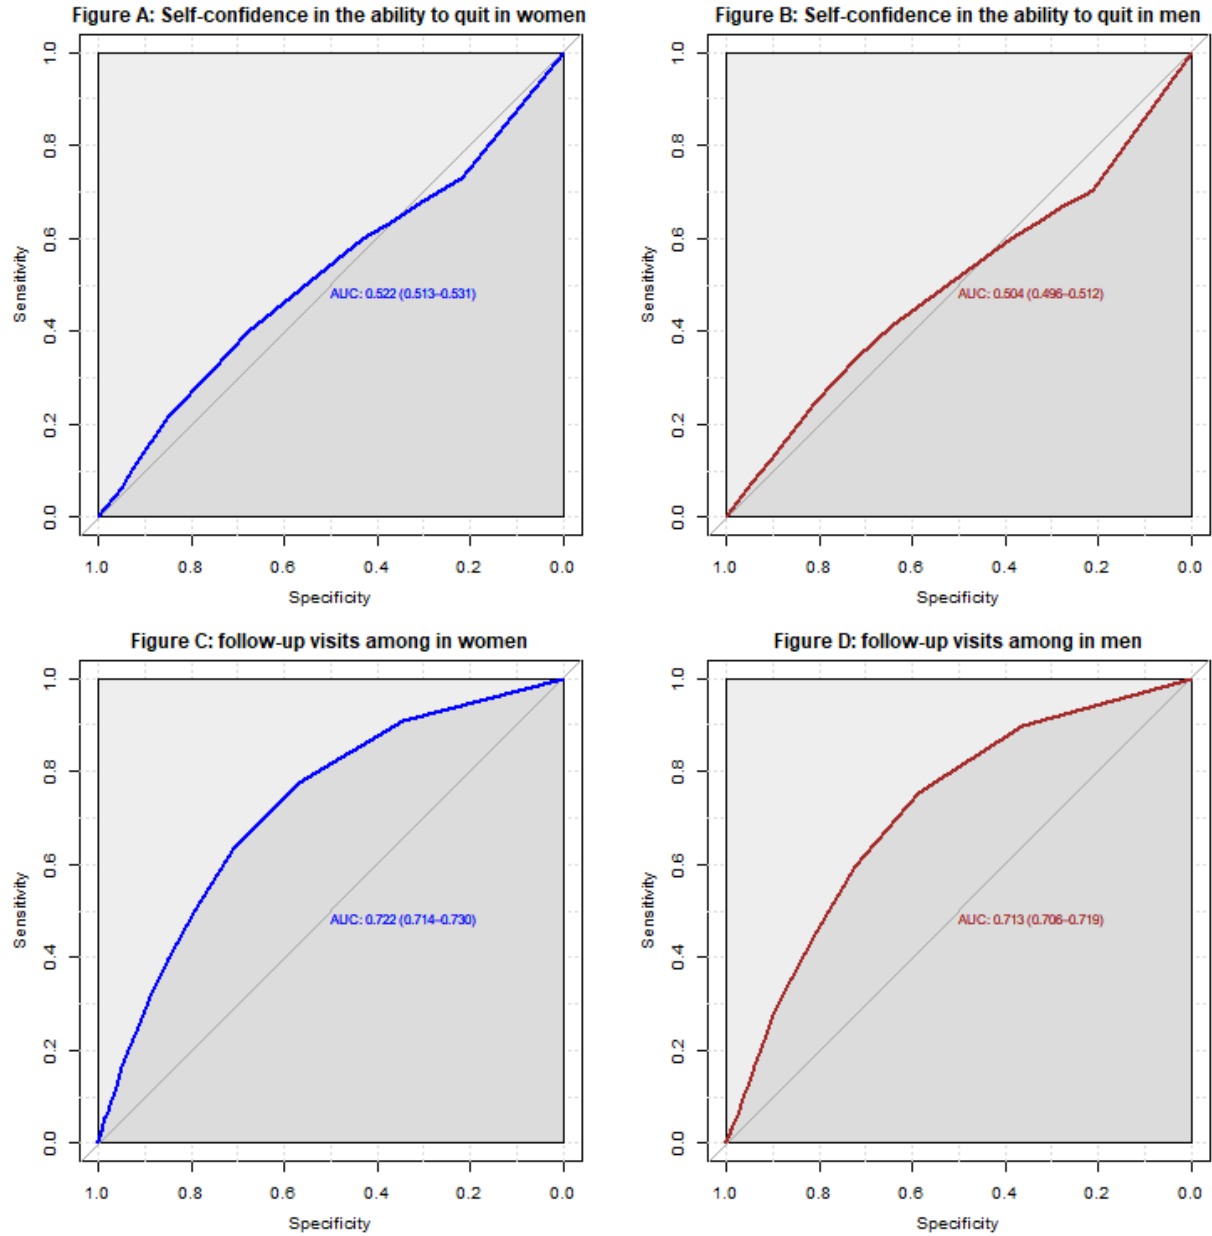 Figure A: Self-confidence in the ability to quit in women
1.0
0.8
0.6
0.4
0.2
0.0
Sensitivity
AUC: 0.522 (0.513–0.531)
1.0 0.8 0.6 0.4 0.2 0.0
Specificity
Figure B: Self-confidence in the ability to quit in men
1.0
0.8
0.6
0.4
0.2
0.0
Sensitivity
AUC: 0.504 (0.496–0.512)
1.0 0.8 0.6 0.4 0.2 0.0
Specificity
Figure C: follow-up visits among in women
1.0
0.8
0.6
0.4
0.2
0.0
Sensitivity
AUC: 0.722 (0.714–0.730)
1.0 0.8 0.6 0.4 0.2 0.0
Specificity
Figure D: follow-up visits among in men
1.0
0.8
0.6
0.4
0.2
0.0
Sensitivity
AUC: 0.713 (0.706–0.719)
1.0 0.8 0.6 0.4 0.2 0.0
Specificity